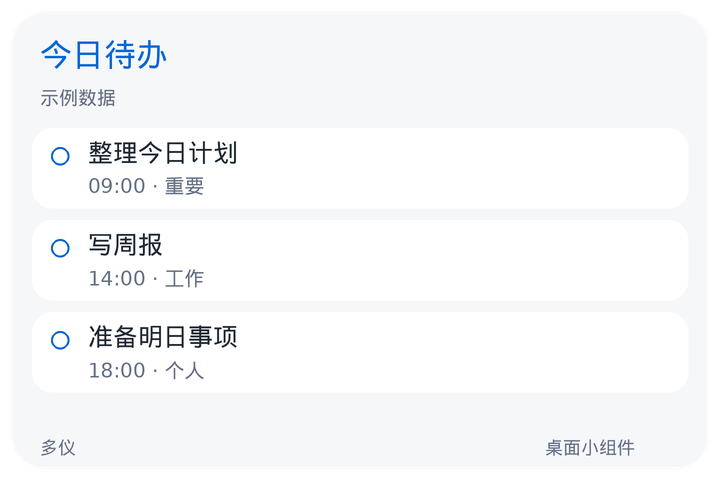 今日待办
示例数据
整理今日计划
09:00 · 重要
写周报
14:00 · 工作
准备明日事项
18:00 · 个人
多仪
桌面小组件